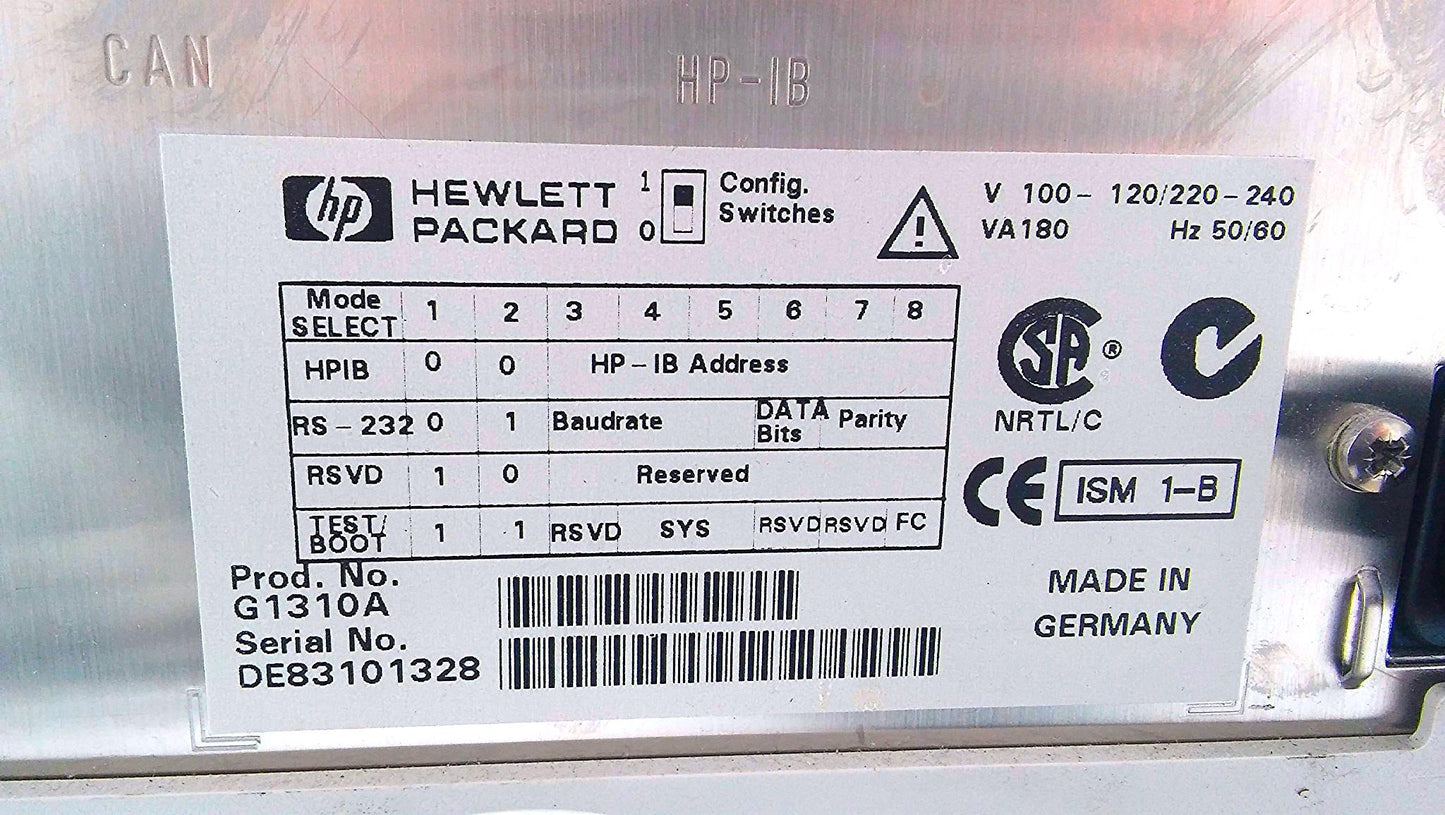 CAN
HP-IB
hp HEWLETT PACKARD
1
0
Config.
Switches
V 100- 120/220-240
VA180 Hz 50/60
Mode SELECT 1 2 3 4 5 6 7 8
HPIB 0 0 HP-IB Address
RS-232 0 1 Baudrate DATA Bits Parity
RSVD 1 0 Reserved
TEST/BOOT 1 1 RSVD SYS RSVD RSVD FC
SA ®
NRTL/C
CE ISM 1-B
Prod. No.
G1310A
Serial No.
DE83101328
MADE IN
GERMANY